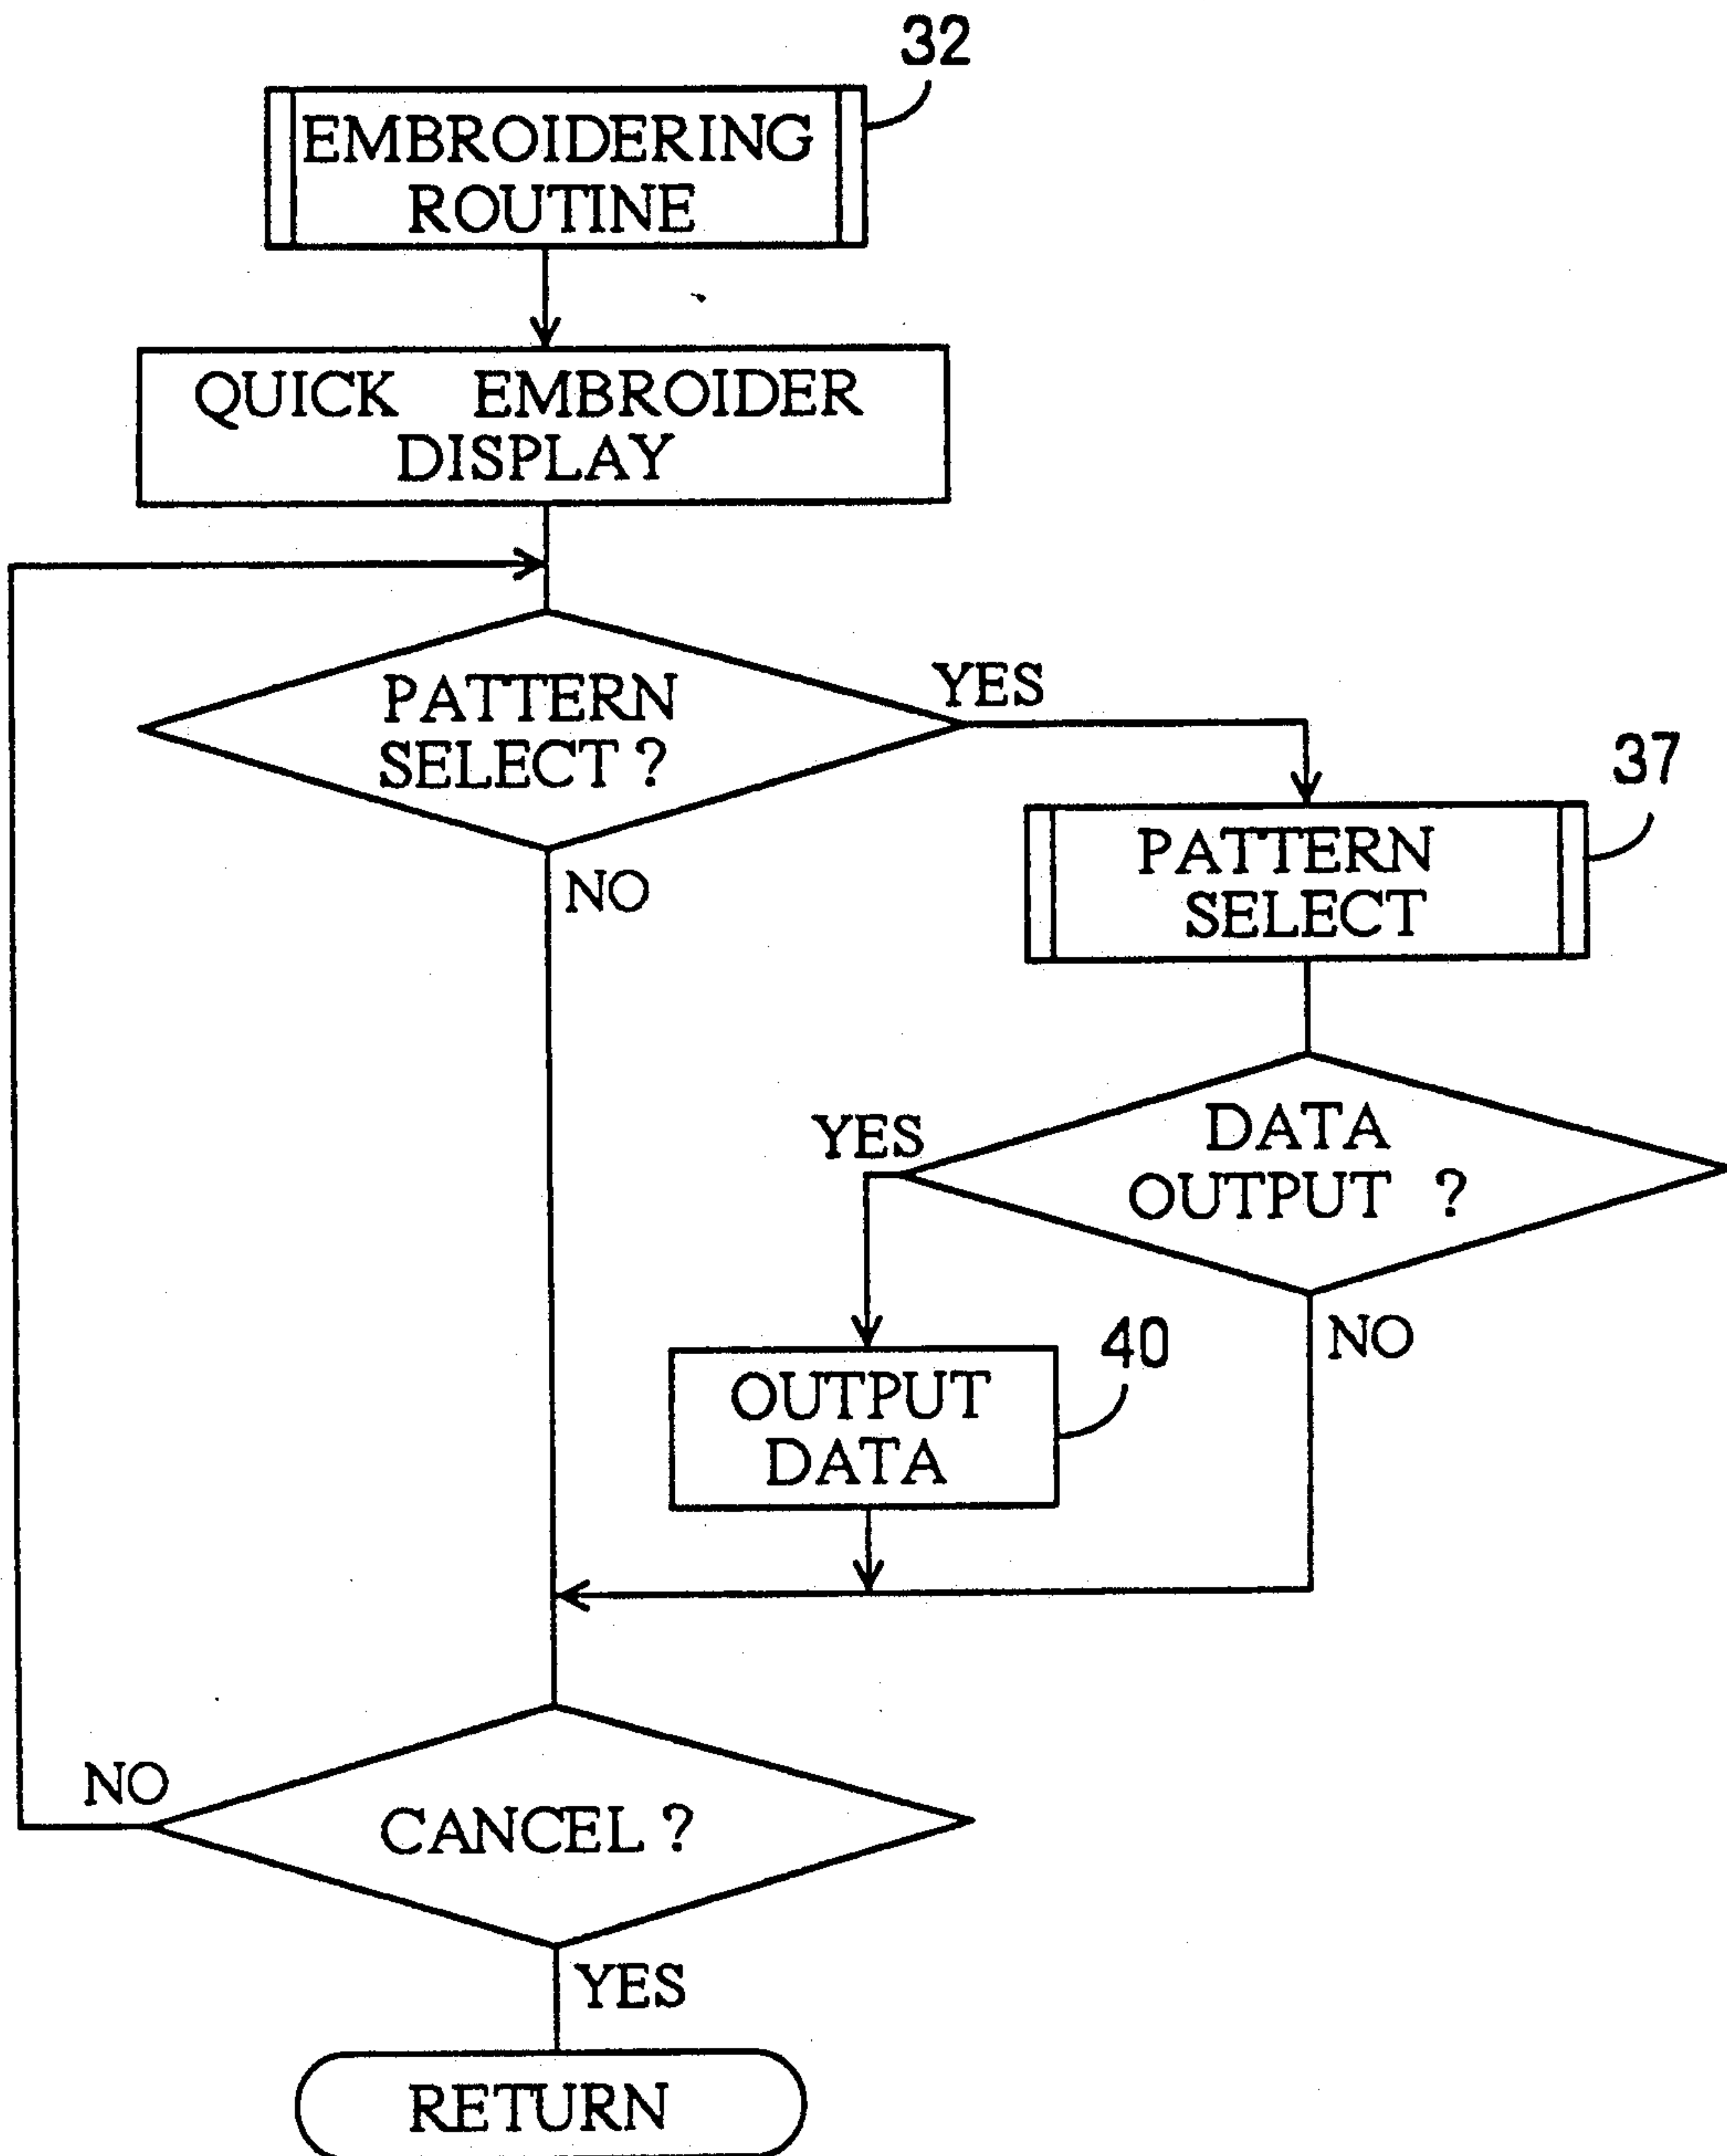 32
EMBROIDERING
ROUTINE
QUICK EMBROIDER
DISPLAY
PATTERN
SELECT ?
YES
NO
37
PATTERN
SELECT
DATA
OUTPUT ?
YES
NO
40
OUTPUT
DATA
CANCEL ?
NO
YES
RETURN